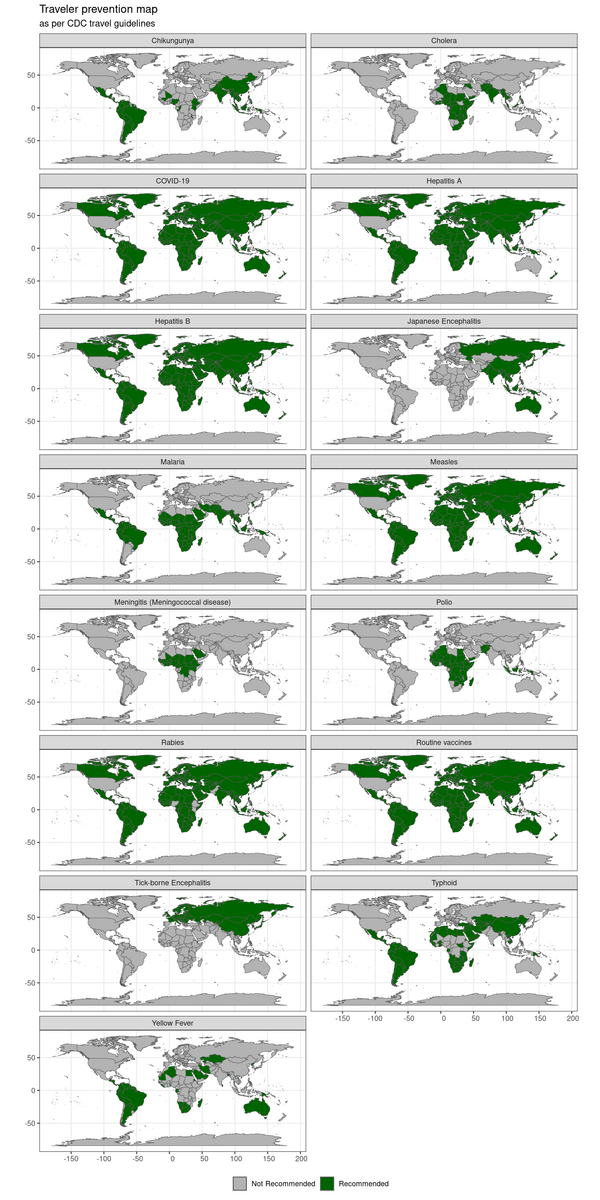 Traveler prevention map
as per CDC travel guidelines
Chikungunya
Cholera
50
0
-50
COVID-19
Hepatitis A
50
0
-50
Hepatitis B
Japanese Encephalitis
50
0
-50
Malaria
Measles
50
0
-50
Meningitis (Meningococcal disease)
Polio
50
0
-50
Rabies
Routine vaccines
50
0
-50
Tick-borne Encephalitis
Typhoid
50
0
-50
-150 -100 -50 0 50 100 150 200
Yellow Fever
50
0
-50
-150 -100 -50 0 50 100 150 200
Not Recommended Recommended